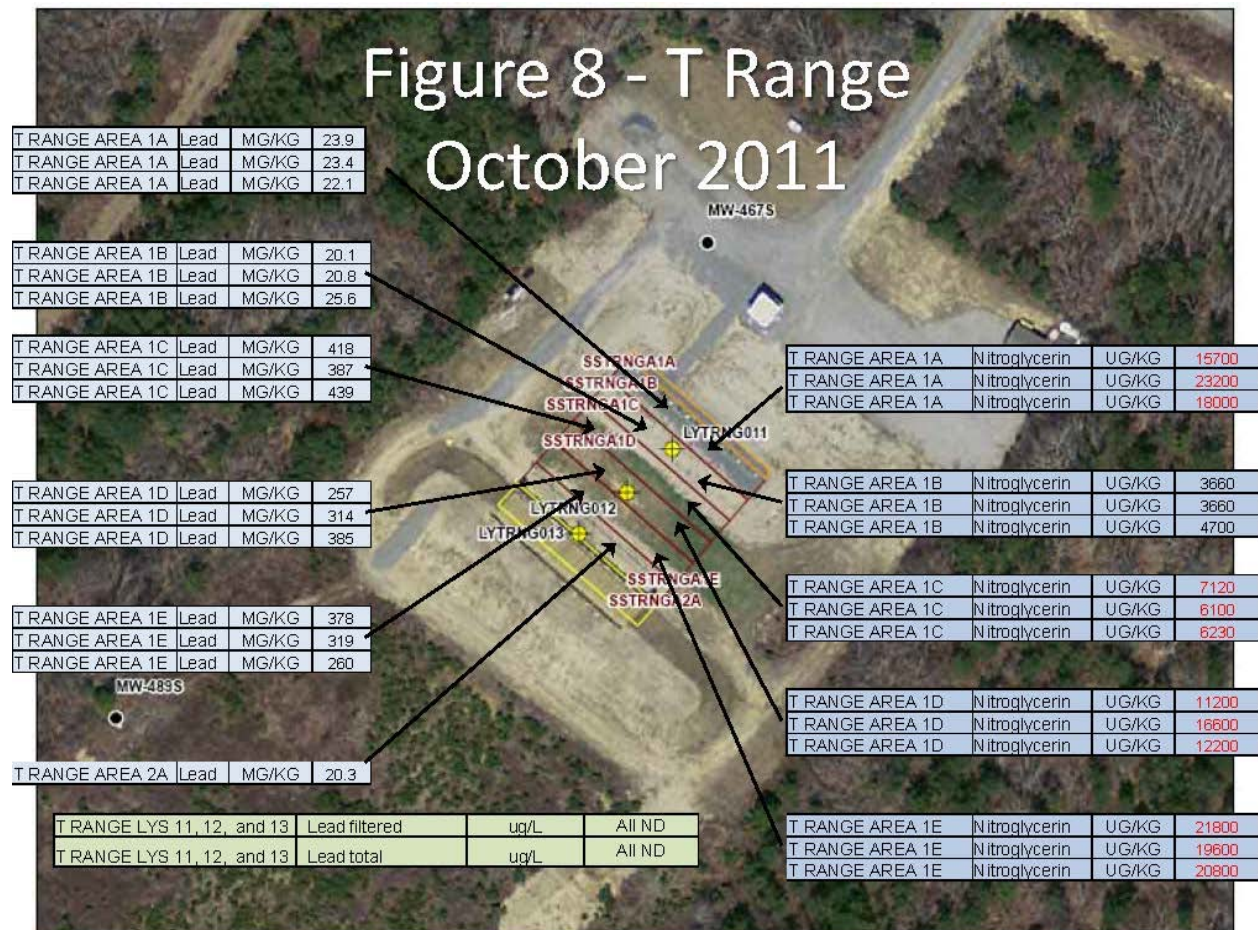 Figure 8 - T Range
October 2011
T RANGE AREA 1A Lead MG/KG 23.9
T RANGE AREA 1A Lead MG/KG 23.4
T RANGE AREA 1A Lead MG/KG 22.1
MW-467S
T RANGE AREA 1B Lead MG/KG 20.1
T RANGE AREA 1B Lead MG/KG 20.8
T RANGE AREA 1B Lead MG/KG 25.6
T RANGE AREA 1C Lead MG/KG 418
T RANGE AREA 1C Lead MG/KG 387
T RANGE AREA 1C Lead MG/KG 439
T RANGE AREA 1D Lead MG/KG 257
T RANGE AREA 1D Lead MG/KG 314
T RANGE AREA 1D Lead MG/KG 385
T RANGE AREA 1E Lead MG/KG 378
T RANGE AREA 1E Lead MG/KG 319
T RANGE AREA 1E Lead MG/KG 260
MW-489S
T RANGE AREA 2A Lead MG/KG 20.3
SSTRNGA1A
SSTRNGA1B
SSTRNGA1C
SSTRNGA1D
LYTRNG011
LYTRNG012
LYTRNG013
SSTRNGA1E
SSTRNGA2A
T RANGE AREA 1A Nitroglycerin UG/KG 15700
T RANGE AREA 1A Nitroglycerin UG/KG 23200
T RANGE AREA 1A Nitroglycerin UG/KG 18000
T RANGE AREA 1B Nitroglycerin UG/KG 3660
T RANGE AREA 1B Nitroglycerin UG/KG 3660
T RANGE AREA 1B Nitroglycerin UG/KG 4700
T RANGE AREA 1C Nitroglycerin UG/KG 7120
T RANGE AREA 1C Nitroglycerin UG/KG 6100
T RANGE AREA 1C Nitroglycerin UG/KG 6230
T RANGE AREA 1D Nitroglycerin UG/KG 11200
T RANGE AREA 1D Nitroglycerin UG/KG 16600
T RANGE AREA 1D Nitroglycerin UG/KG 12200
T RANGE AREA 1E Nitroglycerin UG/KG 21800
T RANGE AREA 1E Nitroglycerin UG/KG 19600
T RANGE AREA 1E Nitroglycerin UG/KG 20800
T RANGE LYS 11, 12, and 13 Lead filtered ug/L All ND
T RANGE LYS 11, 12, and 13 Lead total ug/L All ND